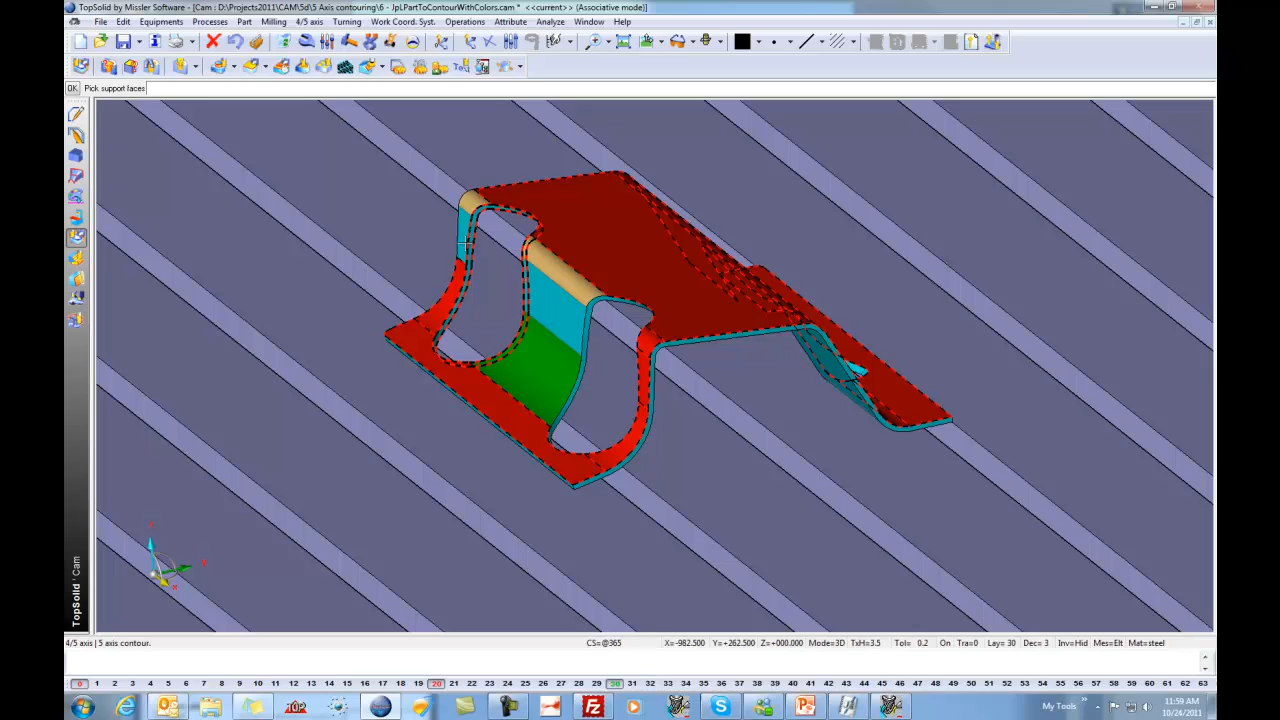 TopSolid by Missler Software - [Cam : D:\Projects2011\CAM\5d\5 Axis contouring\6 - JpLPartToContourWithColors.cam * <<current>> (Associative mode)]
File Edit Equipments Processes Part Milling 4/5 axis Turning Work Coord. Syst. Operations Attribute Analyze Window Help
OK Pick support faces
TopSolid'Cam
4/5 axis | 5 axis contour. CS=@365 X=-982.500 Y=+262.500 Z=+000.000 Mode=3D TxH=3.5 Tol= 0.2 On Tra=0 Lay= 30 Dec= 3 Inv=Hid Mes=Elt Mat=steel
0 1 2 3 4 5 6 7 8 9 10 11 12 13 14 15 16 17 18 19 20 21 22 23 24 25 26 27 28 29 30 31 32 33 34 35 36 37 38 39 40 41 42 43 44 45 46 47 48 49 50 51 52 53 54 55 56 57 58 59 60 61 62 63
My Tools
11:59 AM
10/24/2011